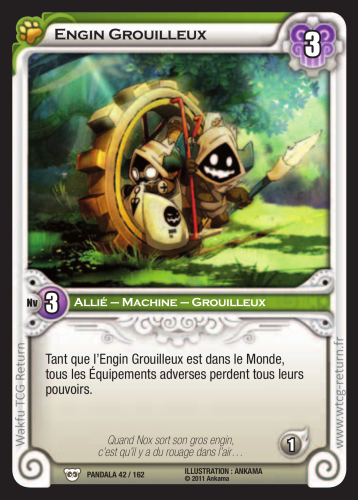 Engin Grouilleux
3
Nv 3 Allié – Machine – Grouilleux
Tant que l'Engin Grouilleux est dans le Monde,
tous les Équipements adverses perdent tous leurs
pouvoirs.
Quand Nox sort son gros engin,
c'est qu'il y a du rouage dans l'air…
1
PANDALA 42 / 162
ILLUSTRATION : ANKAMA
© 2011 Ankama
Wakfu TCG Return
www.wtcg-return.fr